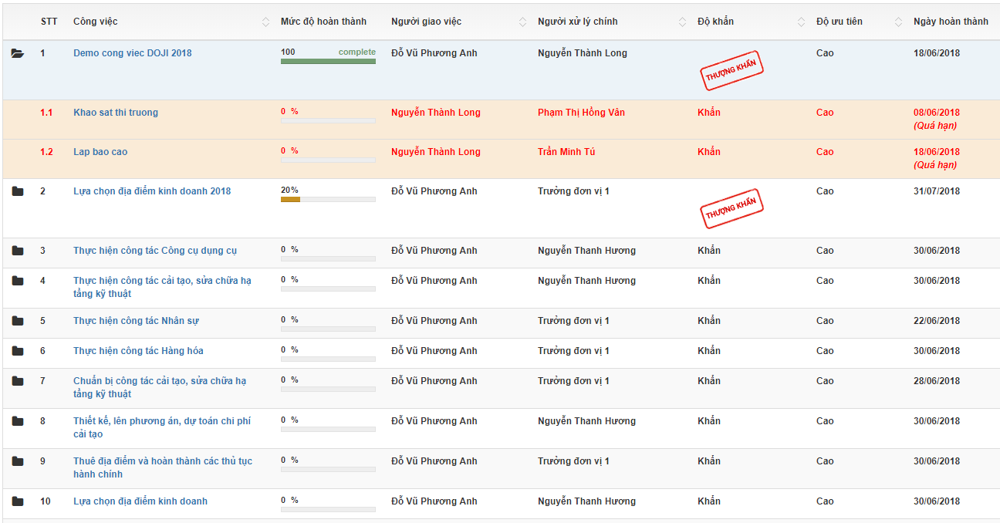 STT Công việc Mức độ hoàn thành Người giao việc Người xử lý chính Độ khẩn Độ ưu tiên Ngày hoàn thành
1 Demo cong viec DOJI 2018 100 complete Đỗ Vũ Phương Anh Nguyễn Thành Long THƯỢNG KHẨN Cao 18/06/2018
1.1 Khao sat thi truong 0 % Nguyễn Thành Long Phạm Thị Hồng Vân Khẩn Cao 08/06/2018
(Quá hạn)
1.2 Lap bao cao 0 % Nguyễn Thành Long Trần Minh Tú Khẩn Cao 18/06/2018
(Quá hạn)
2 Lựa chọn địa điểm kinh doanh 2018 20% Đỗ Vũ Phương Anh Trưởng đơn vị 1 THƯỢNG KHẨN Cao 31/07/2018
3 Thực hiện công tác Công cụ dụng cụ 0 % Đỗ Vũ Phương Anh Nguyễn Thanh Hương Khẩn Cao 30/06/2018
4 Thực hiện công tác cải tạo, sửa chữa hạ 0 % Đỗ Vũ Phương Anh Nguyễn Thanh Hương Khẩn Cao 30/06/2018
tầng kỹ thuật
5 Thực hiện công tác Nhân sự 0 % Đỗ Vũ Phương Anh Trưởng đơn vị 1 Khẩn Cao 22/06/2018
6 Thực hiện công tác Hàng hóa 0 % Đỗ Vũ Phương Anh Trưởng đơn vị 1 Khẩn Cao 30/06/2018
7 Chuẩn bị công tác cải tạo, sửa chữa hạ 0 % Đỗ Vũ Phương Anh Trưởng đơn vị 1 Khẩn Cao 28/06/2018
tầng kỹ thuật
8 Thiết kế, lên phương án, dự toán chi phí 0 % Đỗ Vũ Phương Anh Nguyễn Thanh Hương Khẩn Cao 30/06/2018
cải tạo
9 Thuê địa điểm và hoàn thành các thủ tục 0 % Đỗ Vũ Phương Anh Trưởng đơn vị 1 Khẩn Cao 30/06/2018
hành chính
10 Lựa chọn địa điểm kinh doanh 0 % Đỗ Vũ Phương Anh Nguyễn Thanh Hương Khẩn Cao 30/06/2018